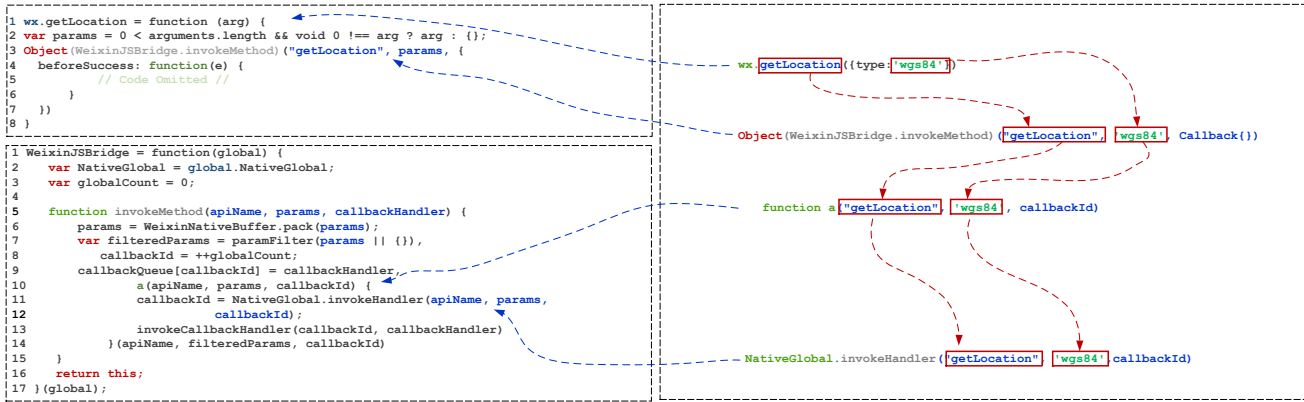 1 wx.getLocation = function (arg) {
2 var params = 0 < arguments.length && void 0 !== arg ? arg : {};
3 Object(WeixinJSBridge.invokeMethod)("getLocation", params, {
4 beforeSuccess: function(e) {
5 // Code Omitted //
6 }
7 })
8 }
1 WeixinJSBridge = function(global) {
2 var NativeGlobal = global.NativeGlobal;
3 var globalCount = 0;
4
5 function invokeMethod(apiName, params, callbackHandler) {
6 params = WeixinNativeBuffer.pack(params);
7 var filteredParams = paramFilter(params || {}),
8 callbackId = ++globalCount;
9 callbackQueue[callbackId] = callbackHandler,
10 a(apiName, params, callbackId) {
11 callbackId = NativeGlobal.invokeHandler(apiName, params,
12 callbackId);
13 invokeCallbackHandler(callbackId, callbackHandler)
14 }(apiName, filteredParams, callbackId)
15 }
16 return this;
17 }(global);
wx.getLocation({type:'wgs84'})
Object(WeixinJSBridge.invokeMethod)("getLocation", 'wgs84', Callback{})
function a("getLocation", 'wgs84', callbackId)
NativeGlobal.invokeHandler("getLocation", 'wgs84',callbackId)